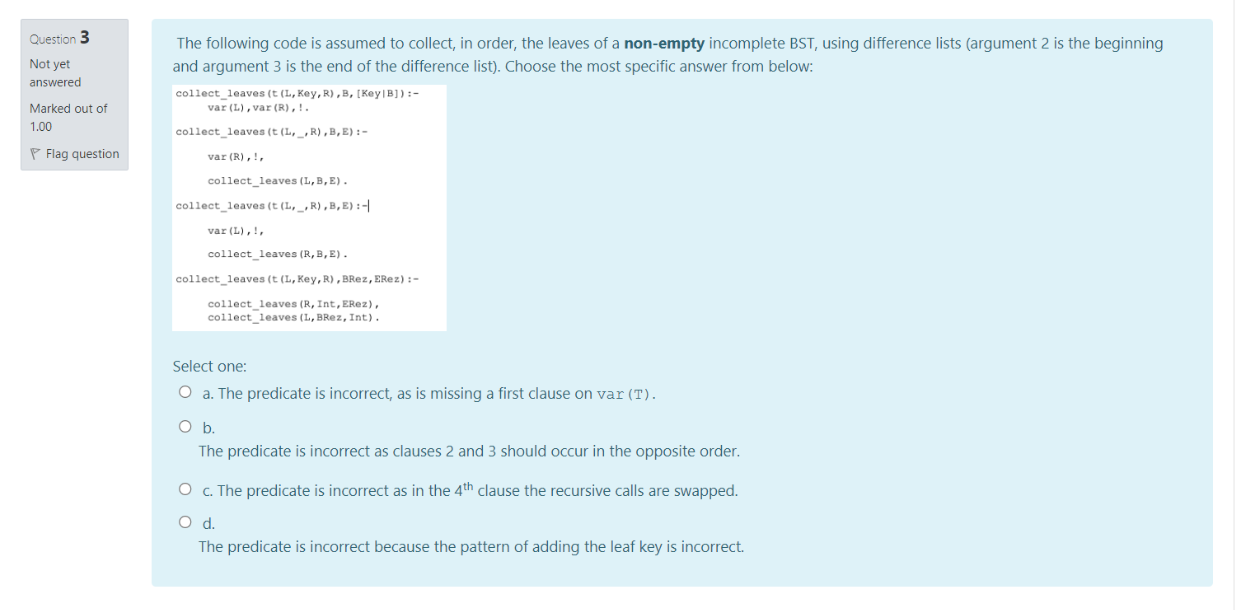 Question 3
Not yet
answered
Marked out of
1.00
Flag question
The following code is assumed to collect, in order, the leaves of a non-empty incomplete BST, using difference lists (argument 2 is the beginning
and argument 3 is the end of the difference list). Choose the most specific answer from below:
collect_leaves(t(L,Key,R),B,[Key|B]):-
var(L),var(R),!.
collect_leaves(t(L,_,R),B,E):-
var(R),!,
collect_leaves(L,B,E).
collect_leaves(t(L,_,R),B,E):-
var(L),!,
collect_leaves(R,B,E).
collect_leaves(t(L,Key,R),BRez,ERez):-
collect_leaves(R,Int,ERez),
collect_leaves(L,BRez,Int).
Select one:
a. The predicate is incorrect, as is missing a first clause on var(T).
b.
The predicate is incorrect as clauses 2 and 3 should occur in the opposite order.
c. The predicate is incorrect as in the 4th clause the recursive calls are swapped.
d.
The predicate is incorrect because the pattern of adding the leaf key is incorrect.